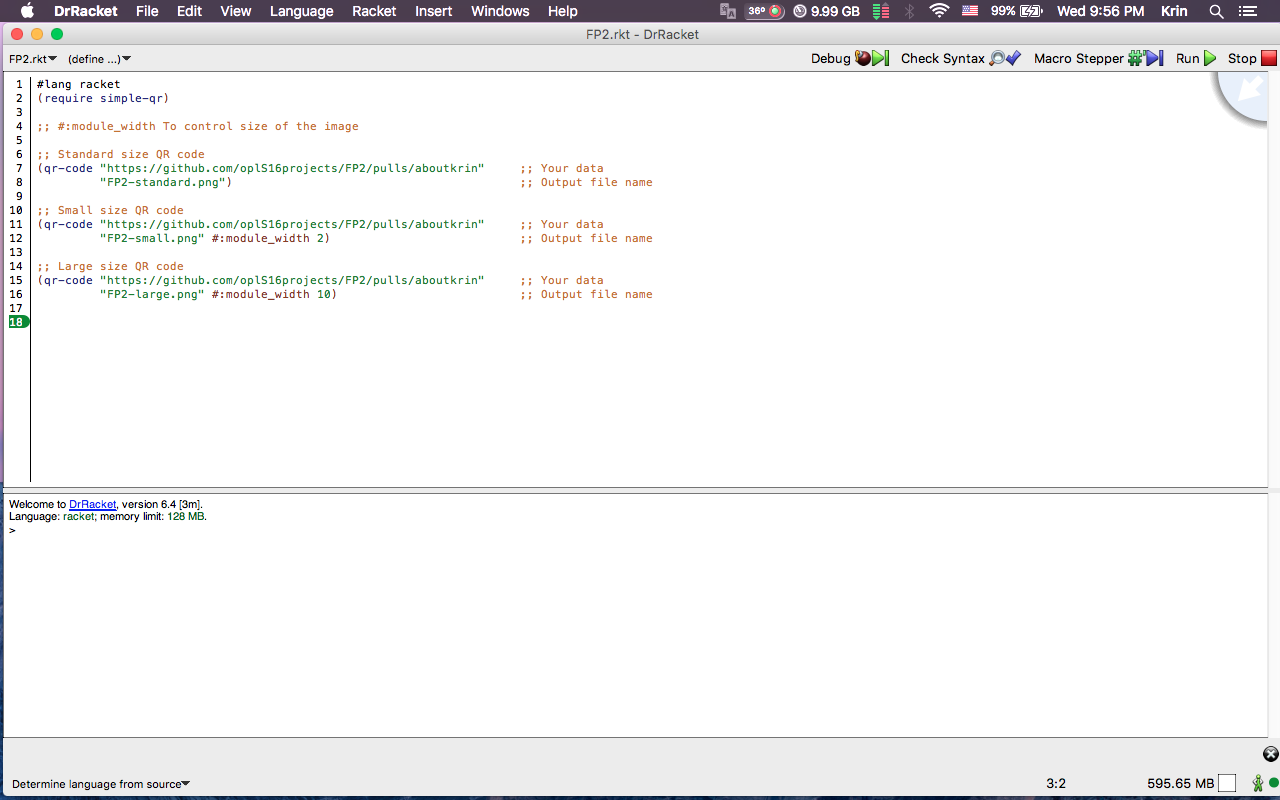 DrRacket File Edit View Language Racket Insert Windows Help 36° 9.99 GB 99% Wed 9:56 PM Krin
FP2.rkt - DrRacket
FP2.rkt (define ...) Debug Check Syntax Macro Stepper Run Stop
1 #lang racket
2 (require simple-qr)
3
4 ;; #:module_width To control size of the image
5
6 ;; Standard size QR code
7 (qr-code "https://github.com/oplS16projects/FP2/pulls/aboutkrin" ;; Your data
8 "FP2-standard.png") ;; Output file name
9
10 ;; Small size QR code
11 (qr-code "https://github.com/oplS16projects/FP2/pulls/aboutkrin" ;; Your data
12 "FP2-small.png" #:module_width 2) ;; Output file name
13
14 ;; Large size QR code
15 (qr-code "https://github.com/oplS16projects/FP2/pulls/aboutkrin" ;; Your data
16 "FP2-large.png" #:module_width 10) ;; Output file name
17
18
Welcome to DrRacket, version 6.4 [3m].
Language: racket; memory limit: 128 MB.
>
Determine language from source 3:2 595.65 MB